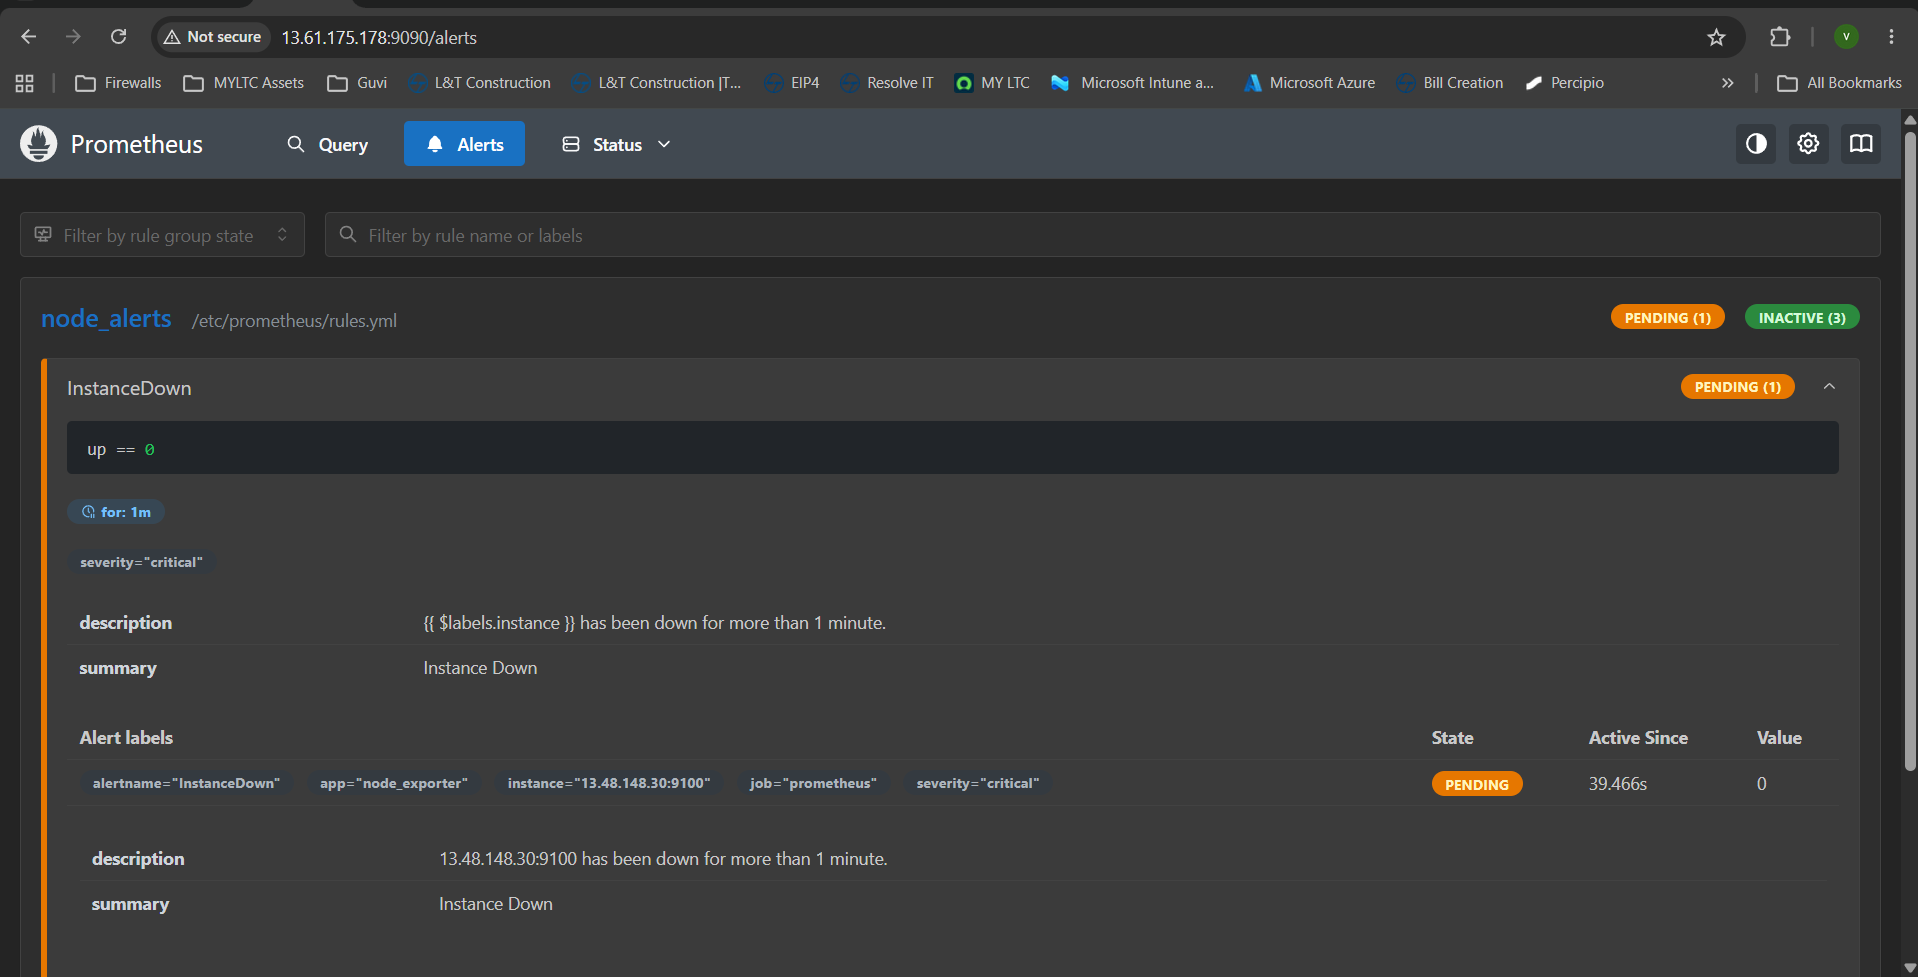 Not secure 13.61.175.178:9090/alerts V
Firewalls MYLTC Assets Guvi L&T Construction L&T Construction |T... EIP4 Resolve IT MY LTC Microsoft Intune a... Microsoft Azure Bill Creation Percipio » All Bookmarks
Prometheus Query Alerts Status
Filter by rule group state Filter by rule name or labels
node_alerts /etc/prometheus/rules.yml PENDING (1) INACTIVE (3)
InstanceDown PENDING (1)
up == 0
for: 1m
severity="critical"
description {{ $labels.instance }} has been down for more than 1 minute.
summary Instance Down
Alert labels State Active Since Value
alertname="InstanceDown" app="node_exporter" instance="13.48.148.30:9100" job="prometheus" severity="critical" PENDING 39.466s 0
description 13.48.148.30:9100 has been down for more than 1 minute.
summary Instance Down